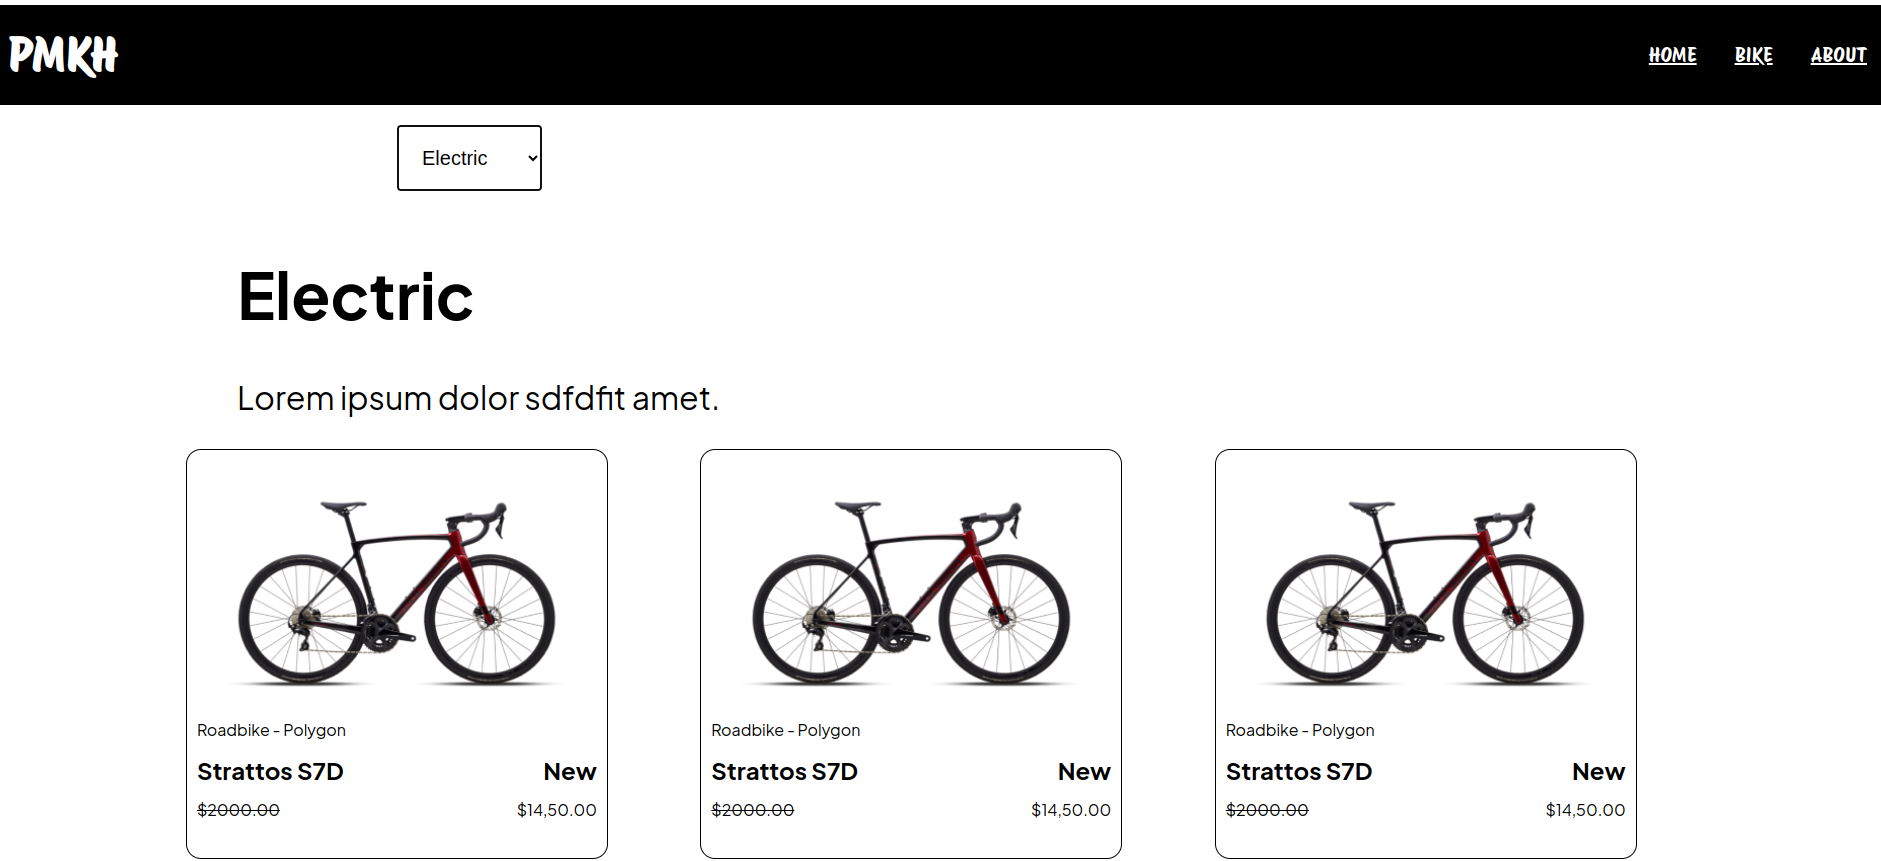 PMKH
HOME BIKE ABOUT
Electric
Electric
Lorem ipsum dolor sdfdfit amet.
Roadbike - Polygon
Strattos S7D New
$2000.00 $14,50.00
Roadbike - Polygon
Strattos S7D New
$2000.00 $14,50.00
Roadbike - Polygon
Strattos S7D New
$2000.00 $14,50.00